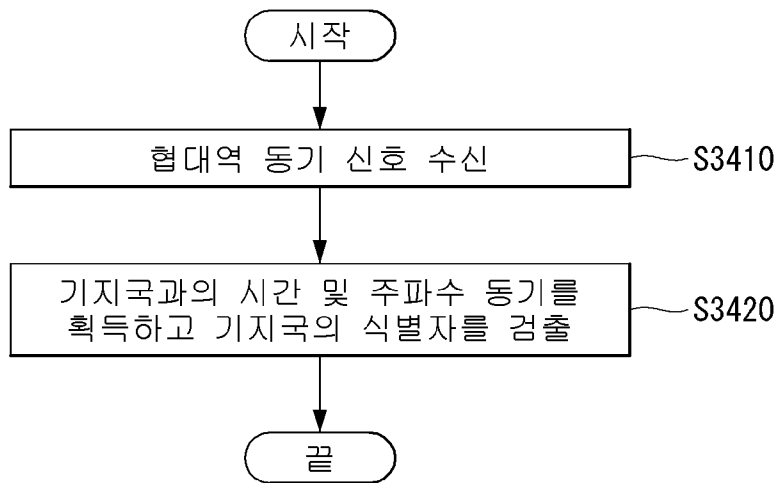 시작
협대역 동기 신호 수신
S3410
기지국과의 시간 및 주파수 동기를
획득하고 기지국의 식별자를 검출
S3420
끝